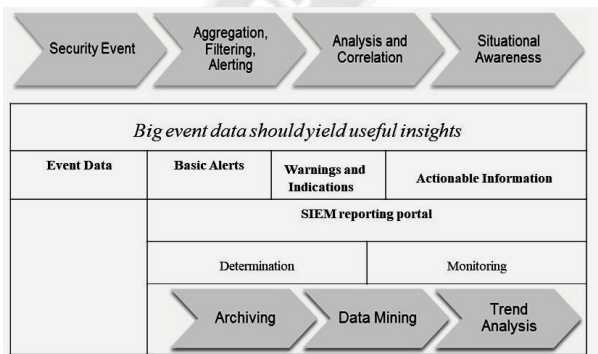 Security Event
Aggregation,
Filtering,
Alerting
Analysis and
Correlation
Situational
Awareness
Big event data should yield useful insights
Event Data
Basic Alerts
Warnings and
Indications
Actionable Information
SIEM reporting portal
Determination
Monitoring
Archiving
Data Mining
Trend
Analysis